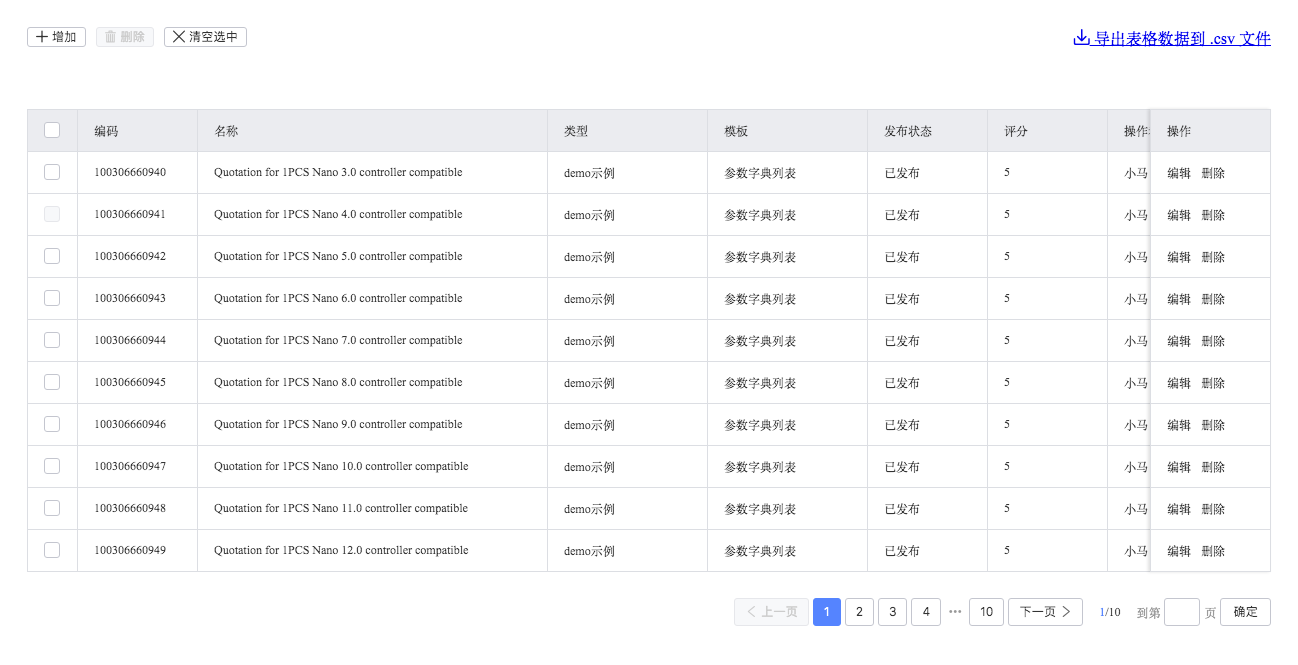 增加 删除 清空选中 导出表格数据到 .csv 文件
编码 名称 类型 模板 发布状态 评分 操作 操作
100306660940 Quotation for 1PCS Nano 3.0 controller compatible demo示例 参数字典列表 已发布 5 小马 编辑 删除
100306660941 Quotation for 1PCS Nano 4.0 controller compatible demo示例 参数字典列表 已发布 5 小马 编辑 删除
100306660942 Quotation for 1PCS Nano 5.0 controller compatible demo示例 参数字典列表 已发布 5 小马 编辑 删除
100306660943 Quotation for 1PCS Nano 6.0 controller compatible demo示例 参数字典列表 已发布 5 小马 编辑 删除
100306660944 Quotation for 1PCS Nano 7.0 controller compatible demo示例 参数字典列表 已发布 5 小马 编辑 删除
100306660945 Quotation for 1PCS Nano 8.0 controller compatible demo示例 参数字典列表 已发布 5 小马 编辑 删除
100306660946 Quotation for 1PCS Nano 9.0 controller compatible demo示例 参数字典列表 已发布 5 小马 编辑 删除
100306660947 Quotation for 1PCS Nano 10.0 controller compatible demo示例 参数字典列表 已发布 5 小马 编辑 删除
100306660948 Quotation for 1PCS Nano 11.0 controller compatible demo示例 参数字典列表 已发布 5 小马 编辑 删除
100306660949 Quotation for 1PCS Nano 12.0 controller compatible demo示例 参数字典列表 已发布 5 小马 编辑 删除
上一页 1 2 3 4 ••• 10 下一页 1/10 到第 页 确定